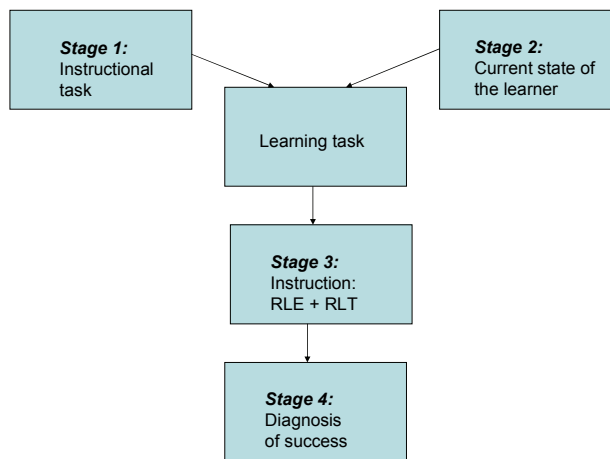 Stage 1:
Instructional
task
Stage 2:
Current state of
the learner
Learning task
Stage 3:
Instruction:
RLE + RLT
Stage 4:
Diagnosis
of success